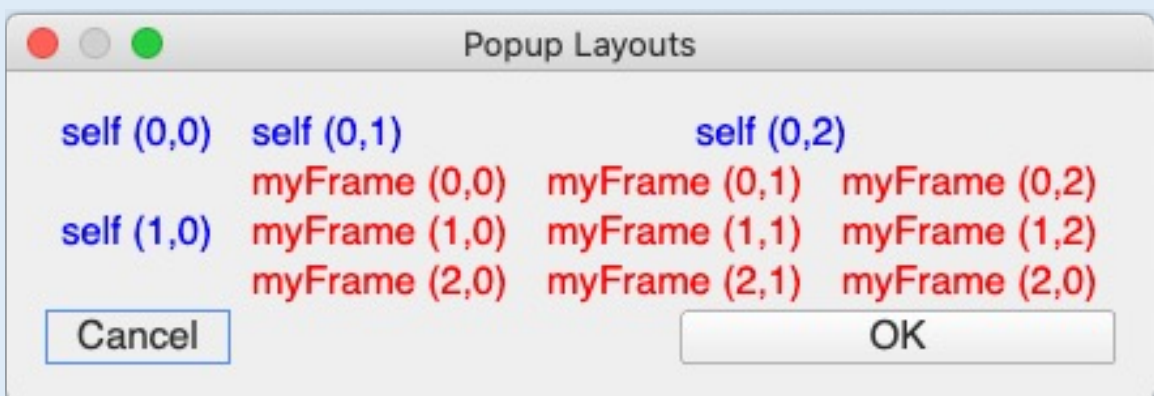 Popup Layouts
self (0,0) self (0,1) self (0,2)
myFrame (0,0) myFrame (0,1) myFrame (0,2)
self (1,0) myFrame (1,0) myFrame (1,1) myFrame (1,2)
myFrame (2,0) myFrame (2,1) myFrame (2,0)
Cancel OK